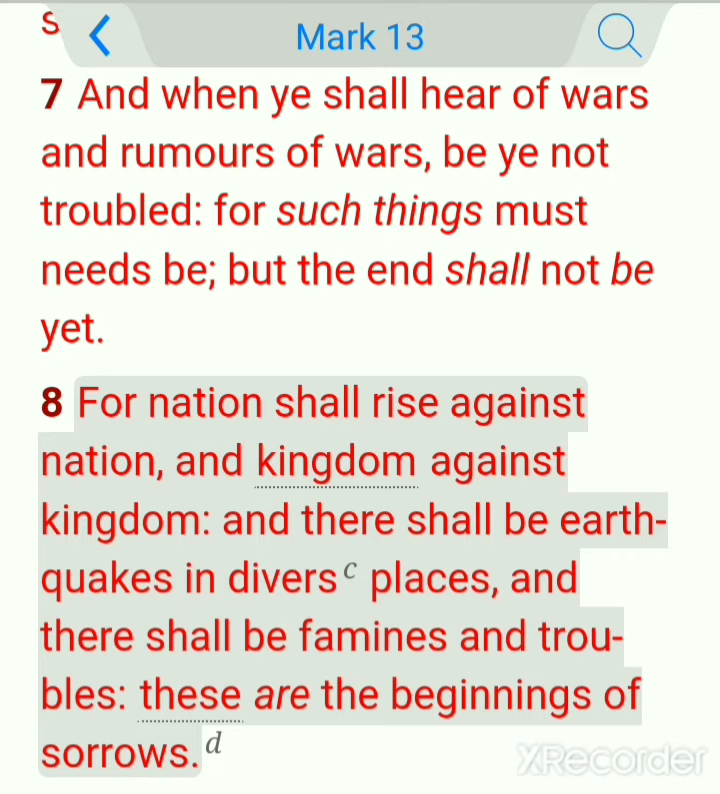 s
Mark 13
7 And when ye shall hear of wars
and rumours of wars, be ye not
troubled: for such things must
needs be; but the end shall not be
yet.
8 For nation shall rise against
nation, and kingdom against
kingdom: and there shall be earth-
quakes in divers c places, and
there shall be famines and trou-
bles: these are the beginnings of
sorrows. d
XRecorder